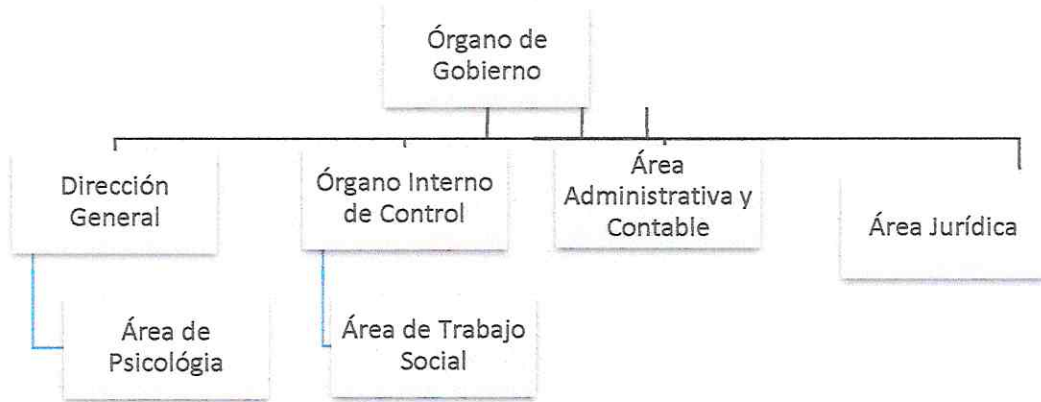 Órgano de
Gobierno
Dirección
General
Órgano Interno
de Control
Área
Administrativa y
Contable
Área Jurídica
Área de
Psicológia
Área de Trabajo
Social